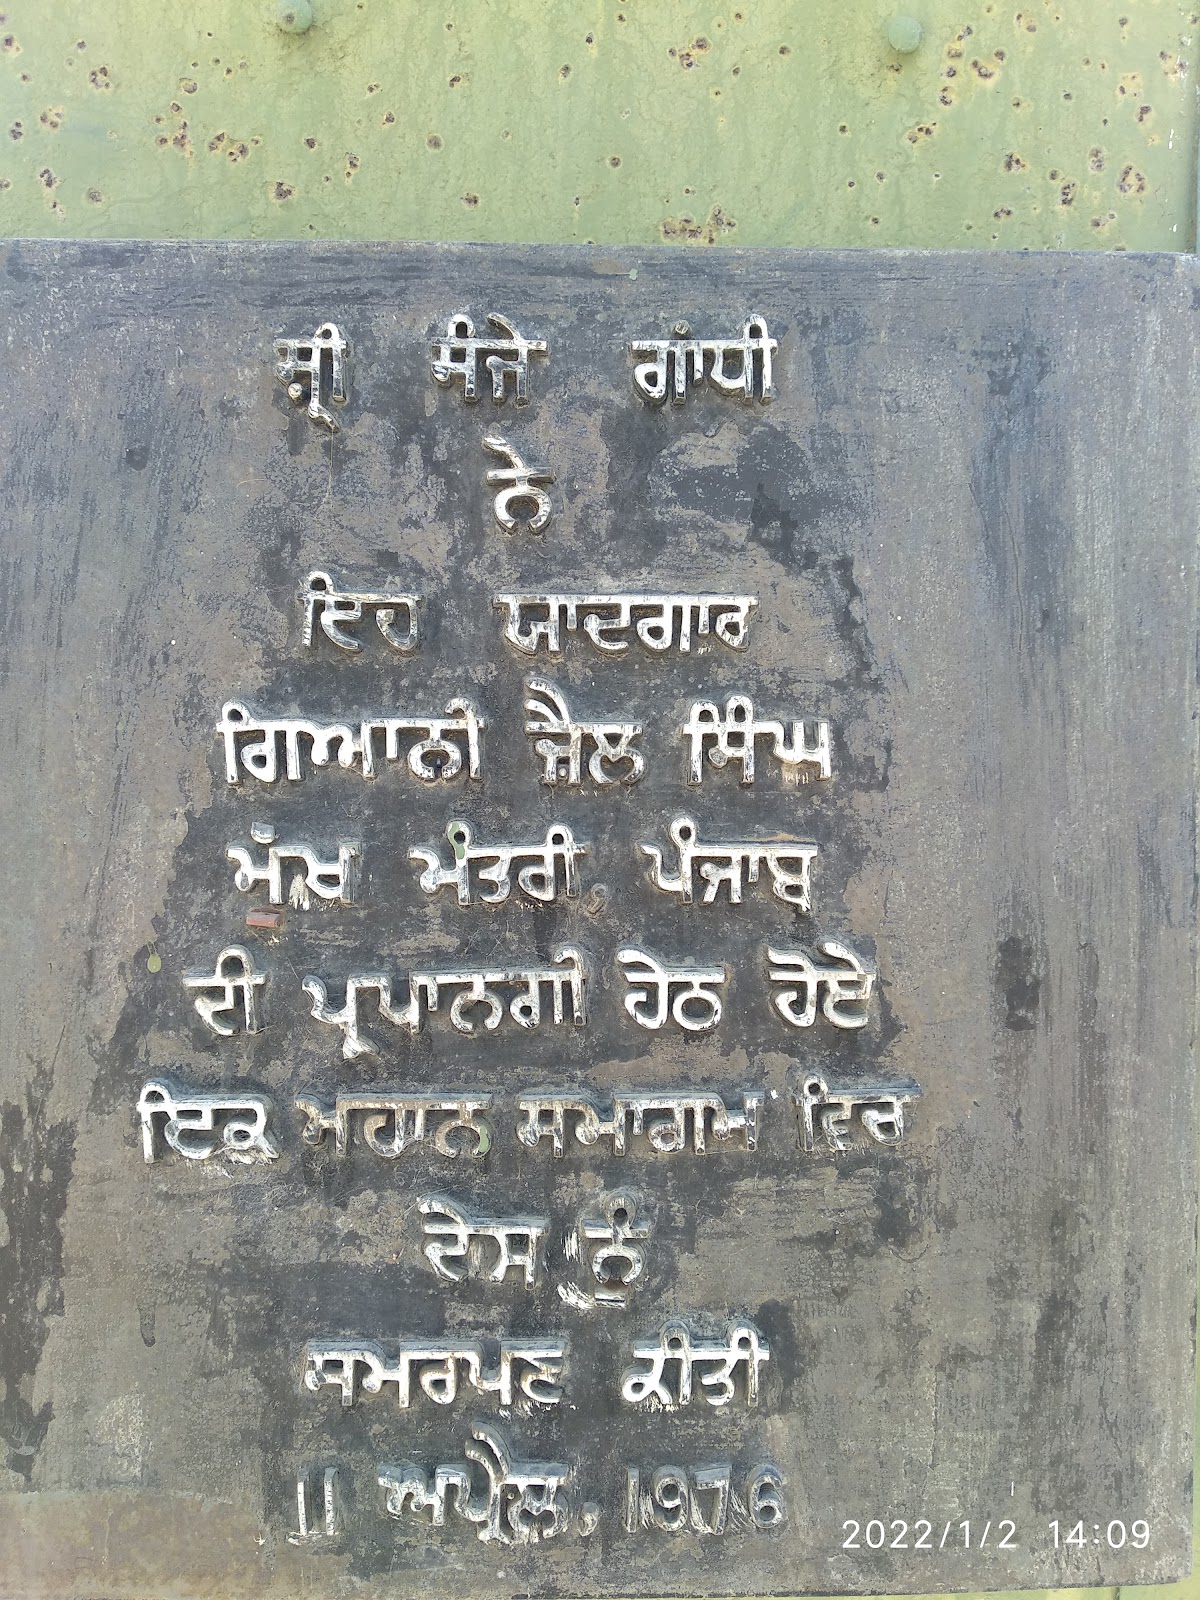 ਸ਼੍ਰੀ ਸੰਜੇ ਗਾਂਧੀ
ਨੇ
ਇਹ ਯਾਦਗਾਰ
ਗਿਆਨੀ ਜ਼ੈਲ ਸਿੰਘ
ਮੱਖ ਮੰਤਰੀ, ਪੰਜਾਬ
ਦੀ ਪ੍ਰਧਾਨਗੀ ਹੇਠ ਹੋਏ
ਇਕ ਮਹਾਨ ਸਮਾਗਮ ਵਿਚ
ਦੇਸ ਨੂੰ
ਸਮਰਪਣ ਕੀਤੀ
11 ਅਪ੍ਰੈਲ, 1976
2022/1/2 14:09